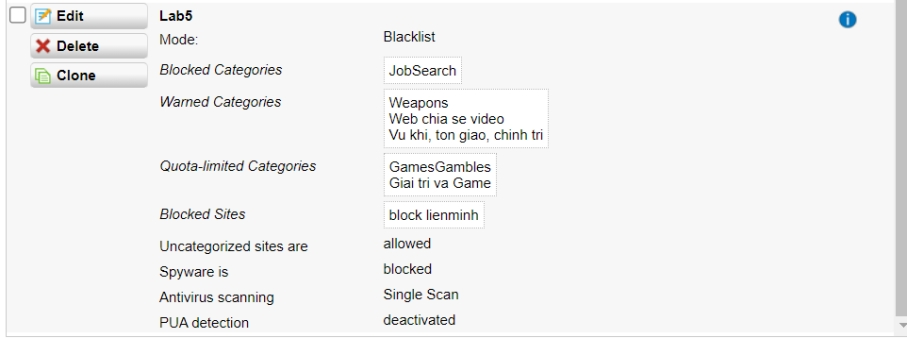 Edit
Lab5
Delete
Mode: Blacklist
Clone
Blocked Categories JobSearch
Warned Categories Weapons
Web chia se video
Vu khi, ton giao, chinh tri
Quota-limited Categories GamesGambles
Giai tri va Game
Blocked Sites block lienminh
Uncategorized sites are allowed
Spyware is blocked
Antivirus scanning Single Scan
PUA detection deactivated